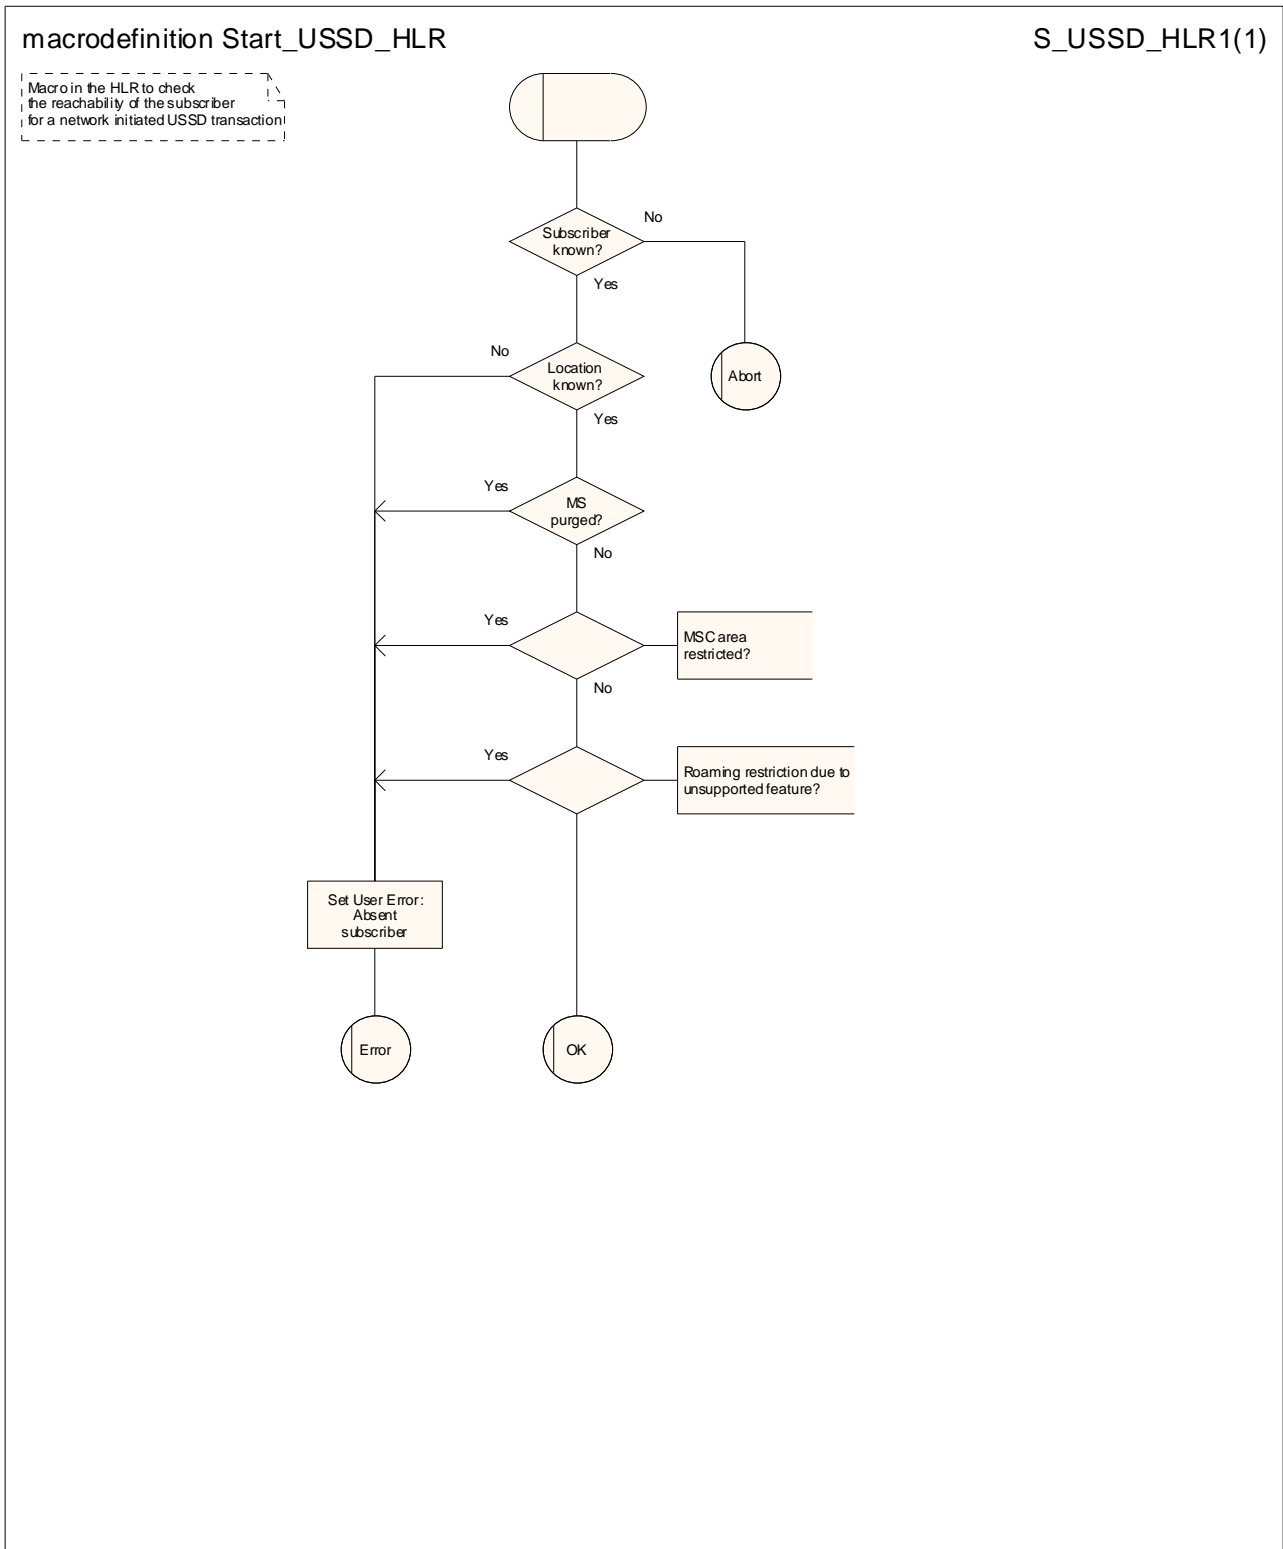 macrodefinition Start_USSD_HLR
S_USSD_HLR1(1)
Macro in the HLR to check
the reachability of the subscriber
for a network initiated USSD transaction
Subscriber
known?
No
Yes
No
Location
known?
Abort
Yes
Yes
MS
purged?
No
Yes
MSC area
restricted?
No
Yes
Roaming restriction due to
unsupported feature?
Set User Error:
Absent
subscriber
Error
OK